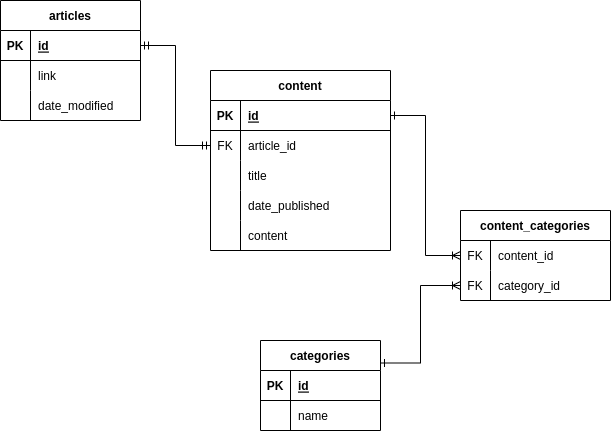 articles
PK id
link
date_modified
content
PK id
FK article_id
title
date_published
content
content_categories
FK content_id
FK category_id
categories
PK id
name